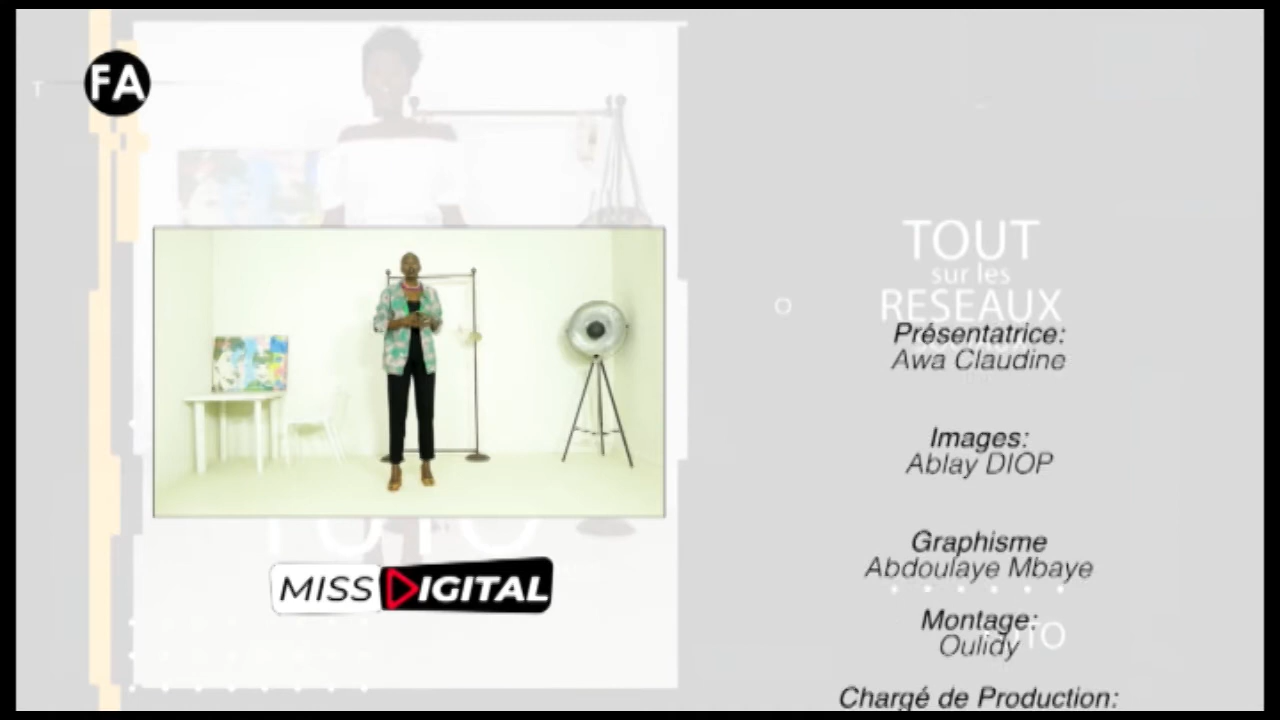 FA
T
TOUT
sur les
RESEAUX
Présentatrice:
Awa Claudine
Images:
Ablay DIOP
Graphisme
Abdoulaye Mbaye
Montage:
Oulidy
TUTO
MISS DIGITAL
Chargé de Production: